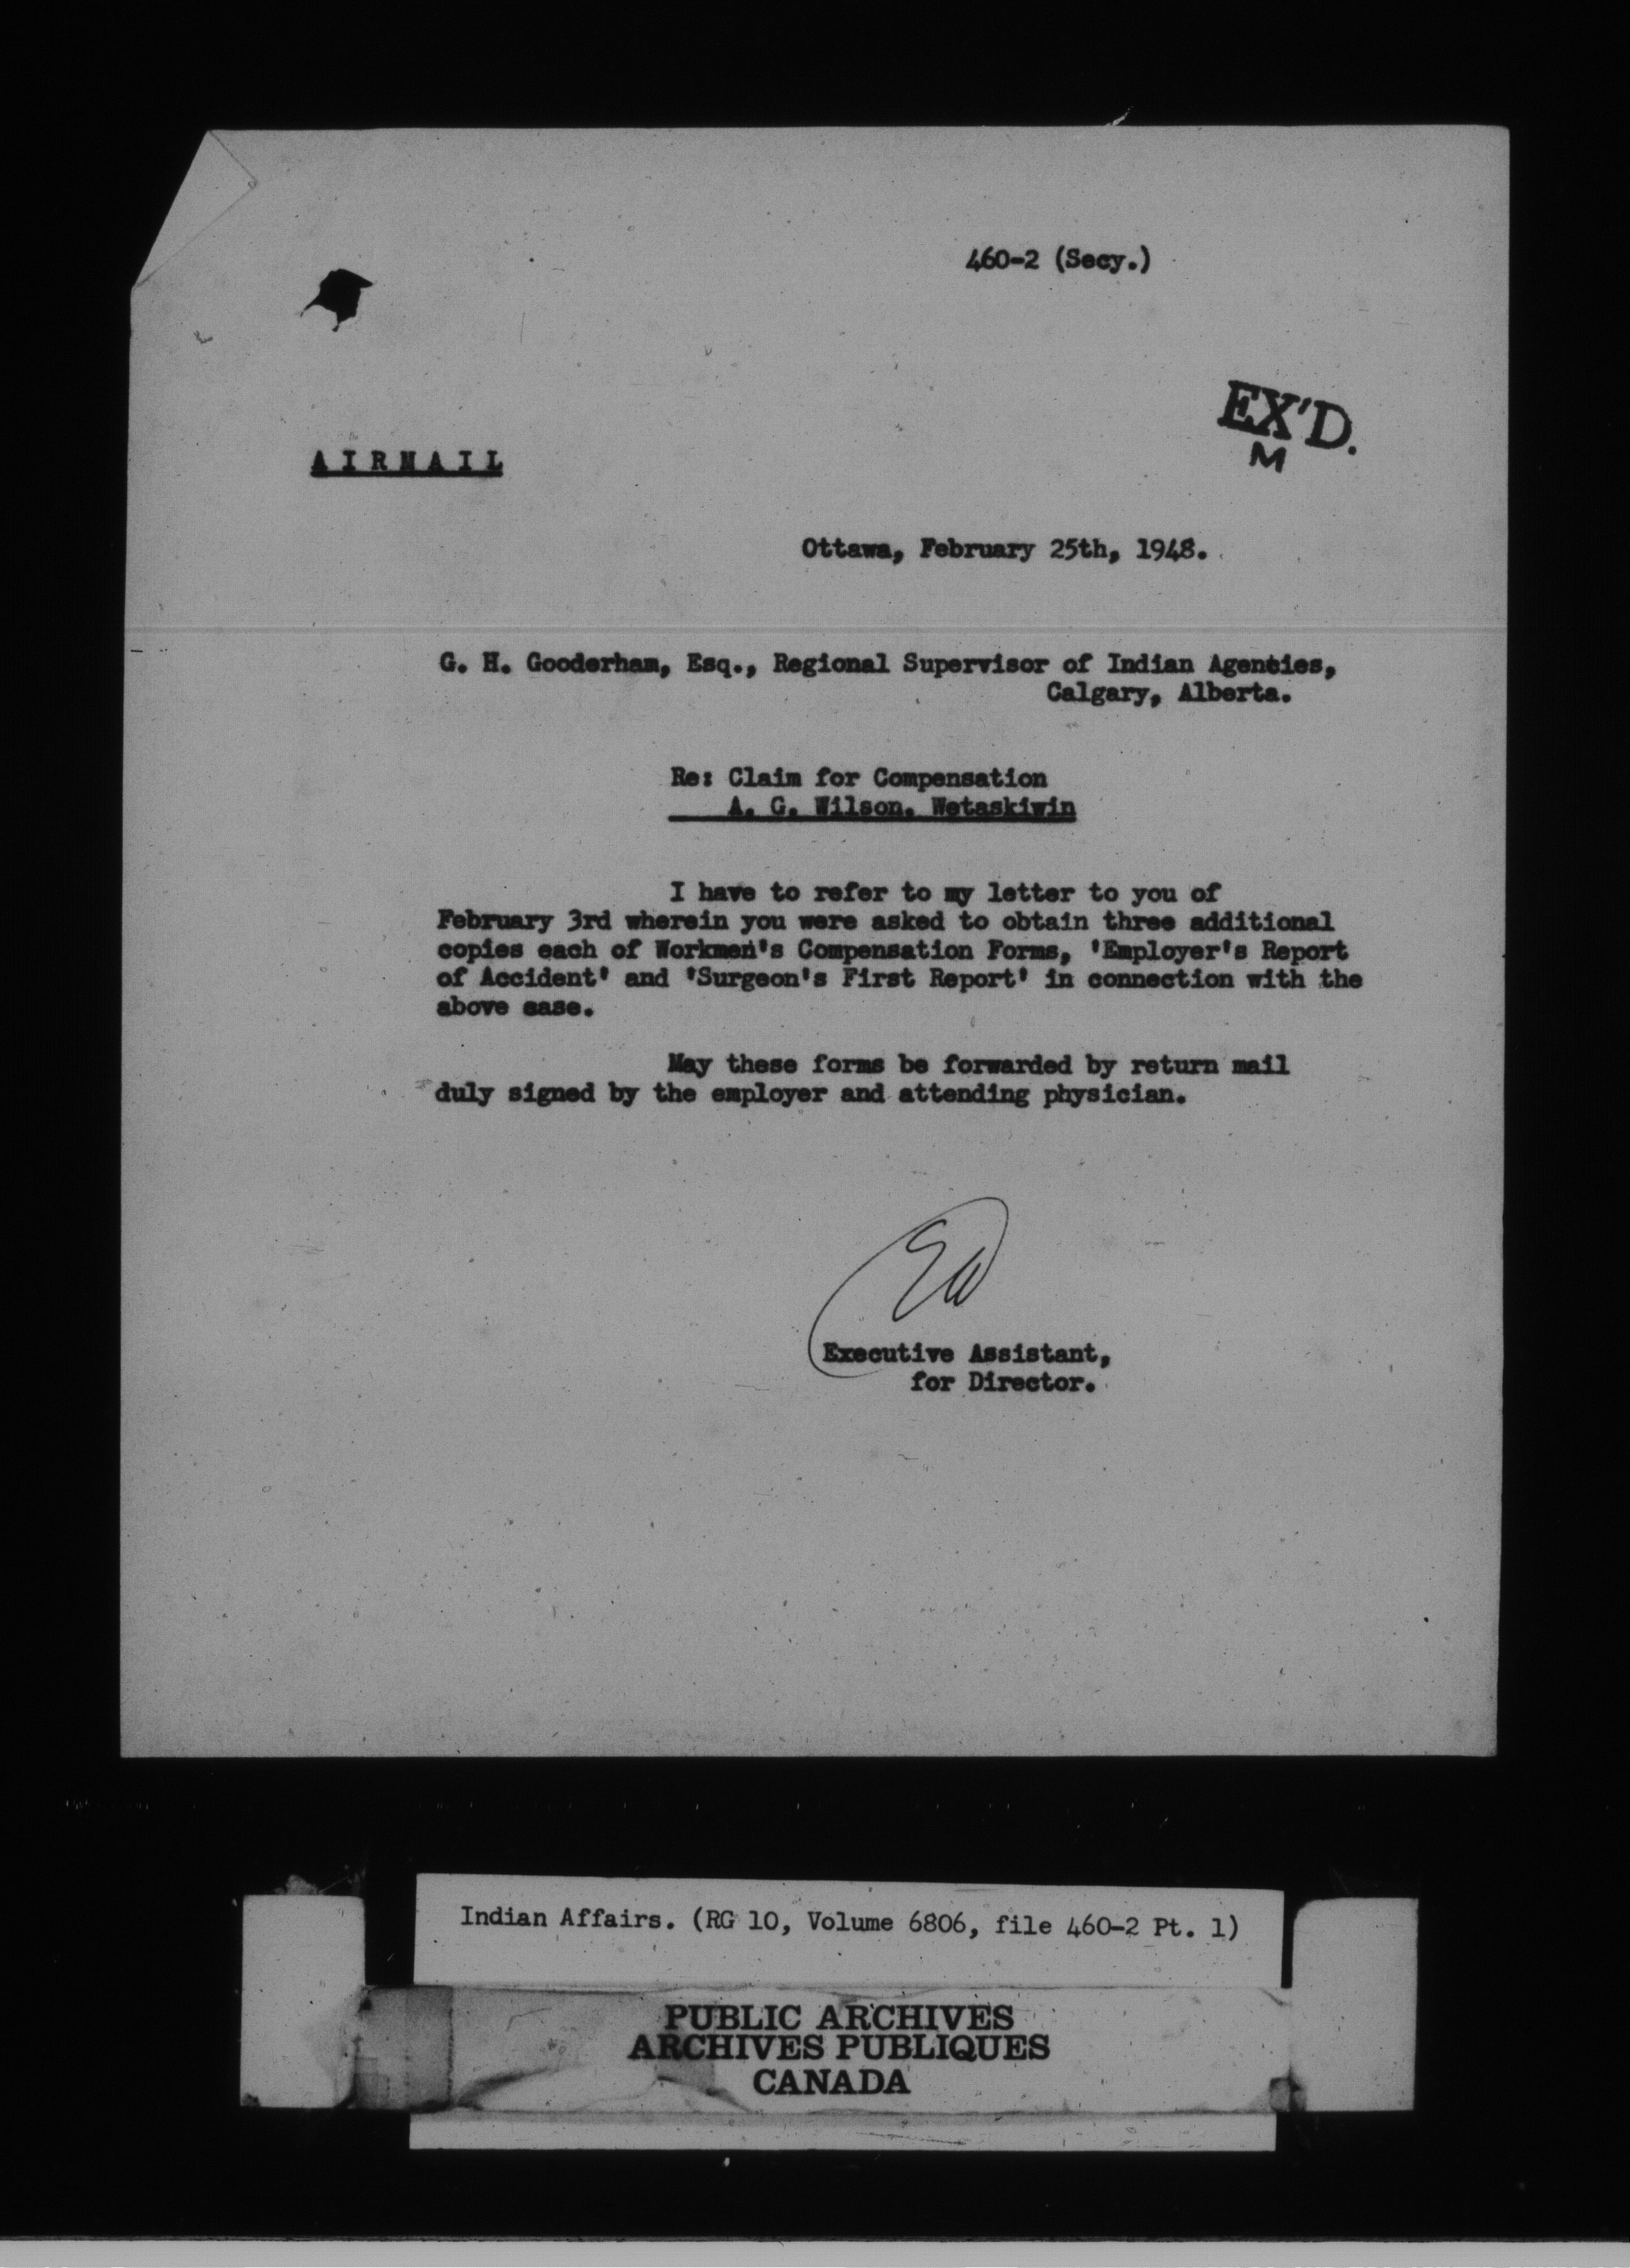 460-2 (Secy.)
EX'D.
M
AIRMAIL
Ottawa, February 25th, 1948.
G. H. Gooderham, Esq., Regional Supervisor of Indian Agencies,
Calgary, Alberta.
Re: Claim for Compensation
A. G. Wilson. Wetaskiwin
I have to refer to my letter to you of
February 3rd wherein you were asked to obtain three additional
copies each of Workmen's Compensation Forms, 'Employer's Report
of Accident' and 'Surgeon's First Report' in connection with the
above case.
May these forms be forwarded by return mail
duly signed by the employer and attending physician.
Executive Assistant,
for Director.
Indian Affairs. (RG 10, Volume 6806, file 460-2 Pt. 1)
PUBLIC ARCHIVES
ARCHIVES PUBLIQUES
CANADA